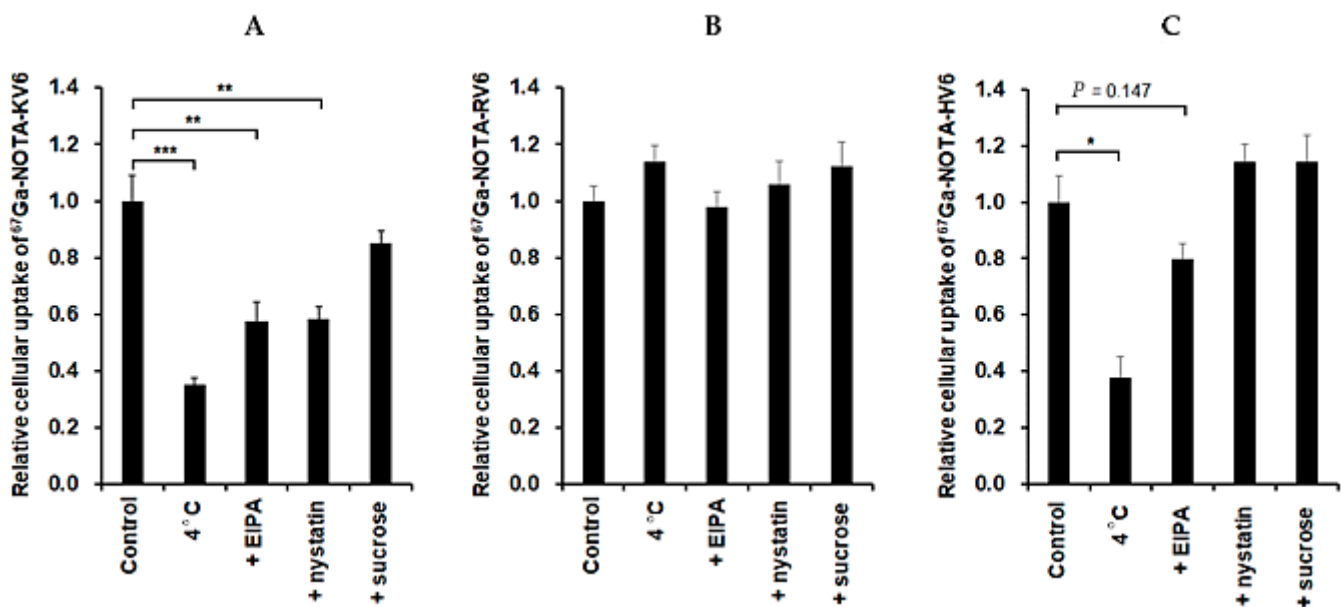 A
Relative cellular uptake of ⁶⁷Ga-NOTA-KV6
1.4
1.2
1.0
0.8
0.6
0.4
0.2
0.0
**
**
***
Control
4°C
+ EIPA
+ nystatin
+ sucrose
B
Relative cellular uptake of ⁶⁷Ga-NOTA-RV6
1.4
1.2
1.0
0.8
0.6
0.4
0.2
0.0
Control
4°C
+ EIPA
+ nystatin
+ sucrose
C
Relative cellular uptake of ⁶⁷Ga-NOTA-HV6
1.4
1.2
1.0
0.8
0.6
0.4
0.2
0.0
P = 0.147
*
Control
4°C
+ EIPA
+ nystatin
+ sucrose